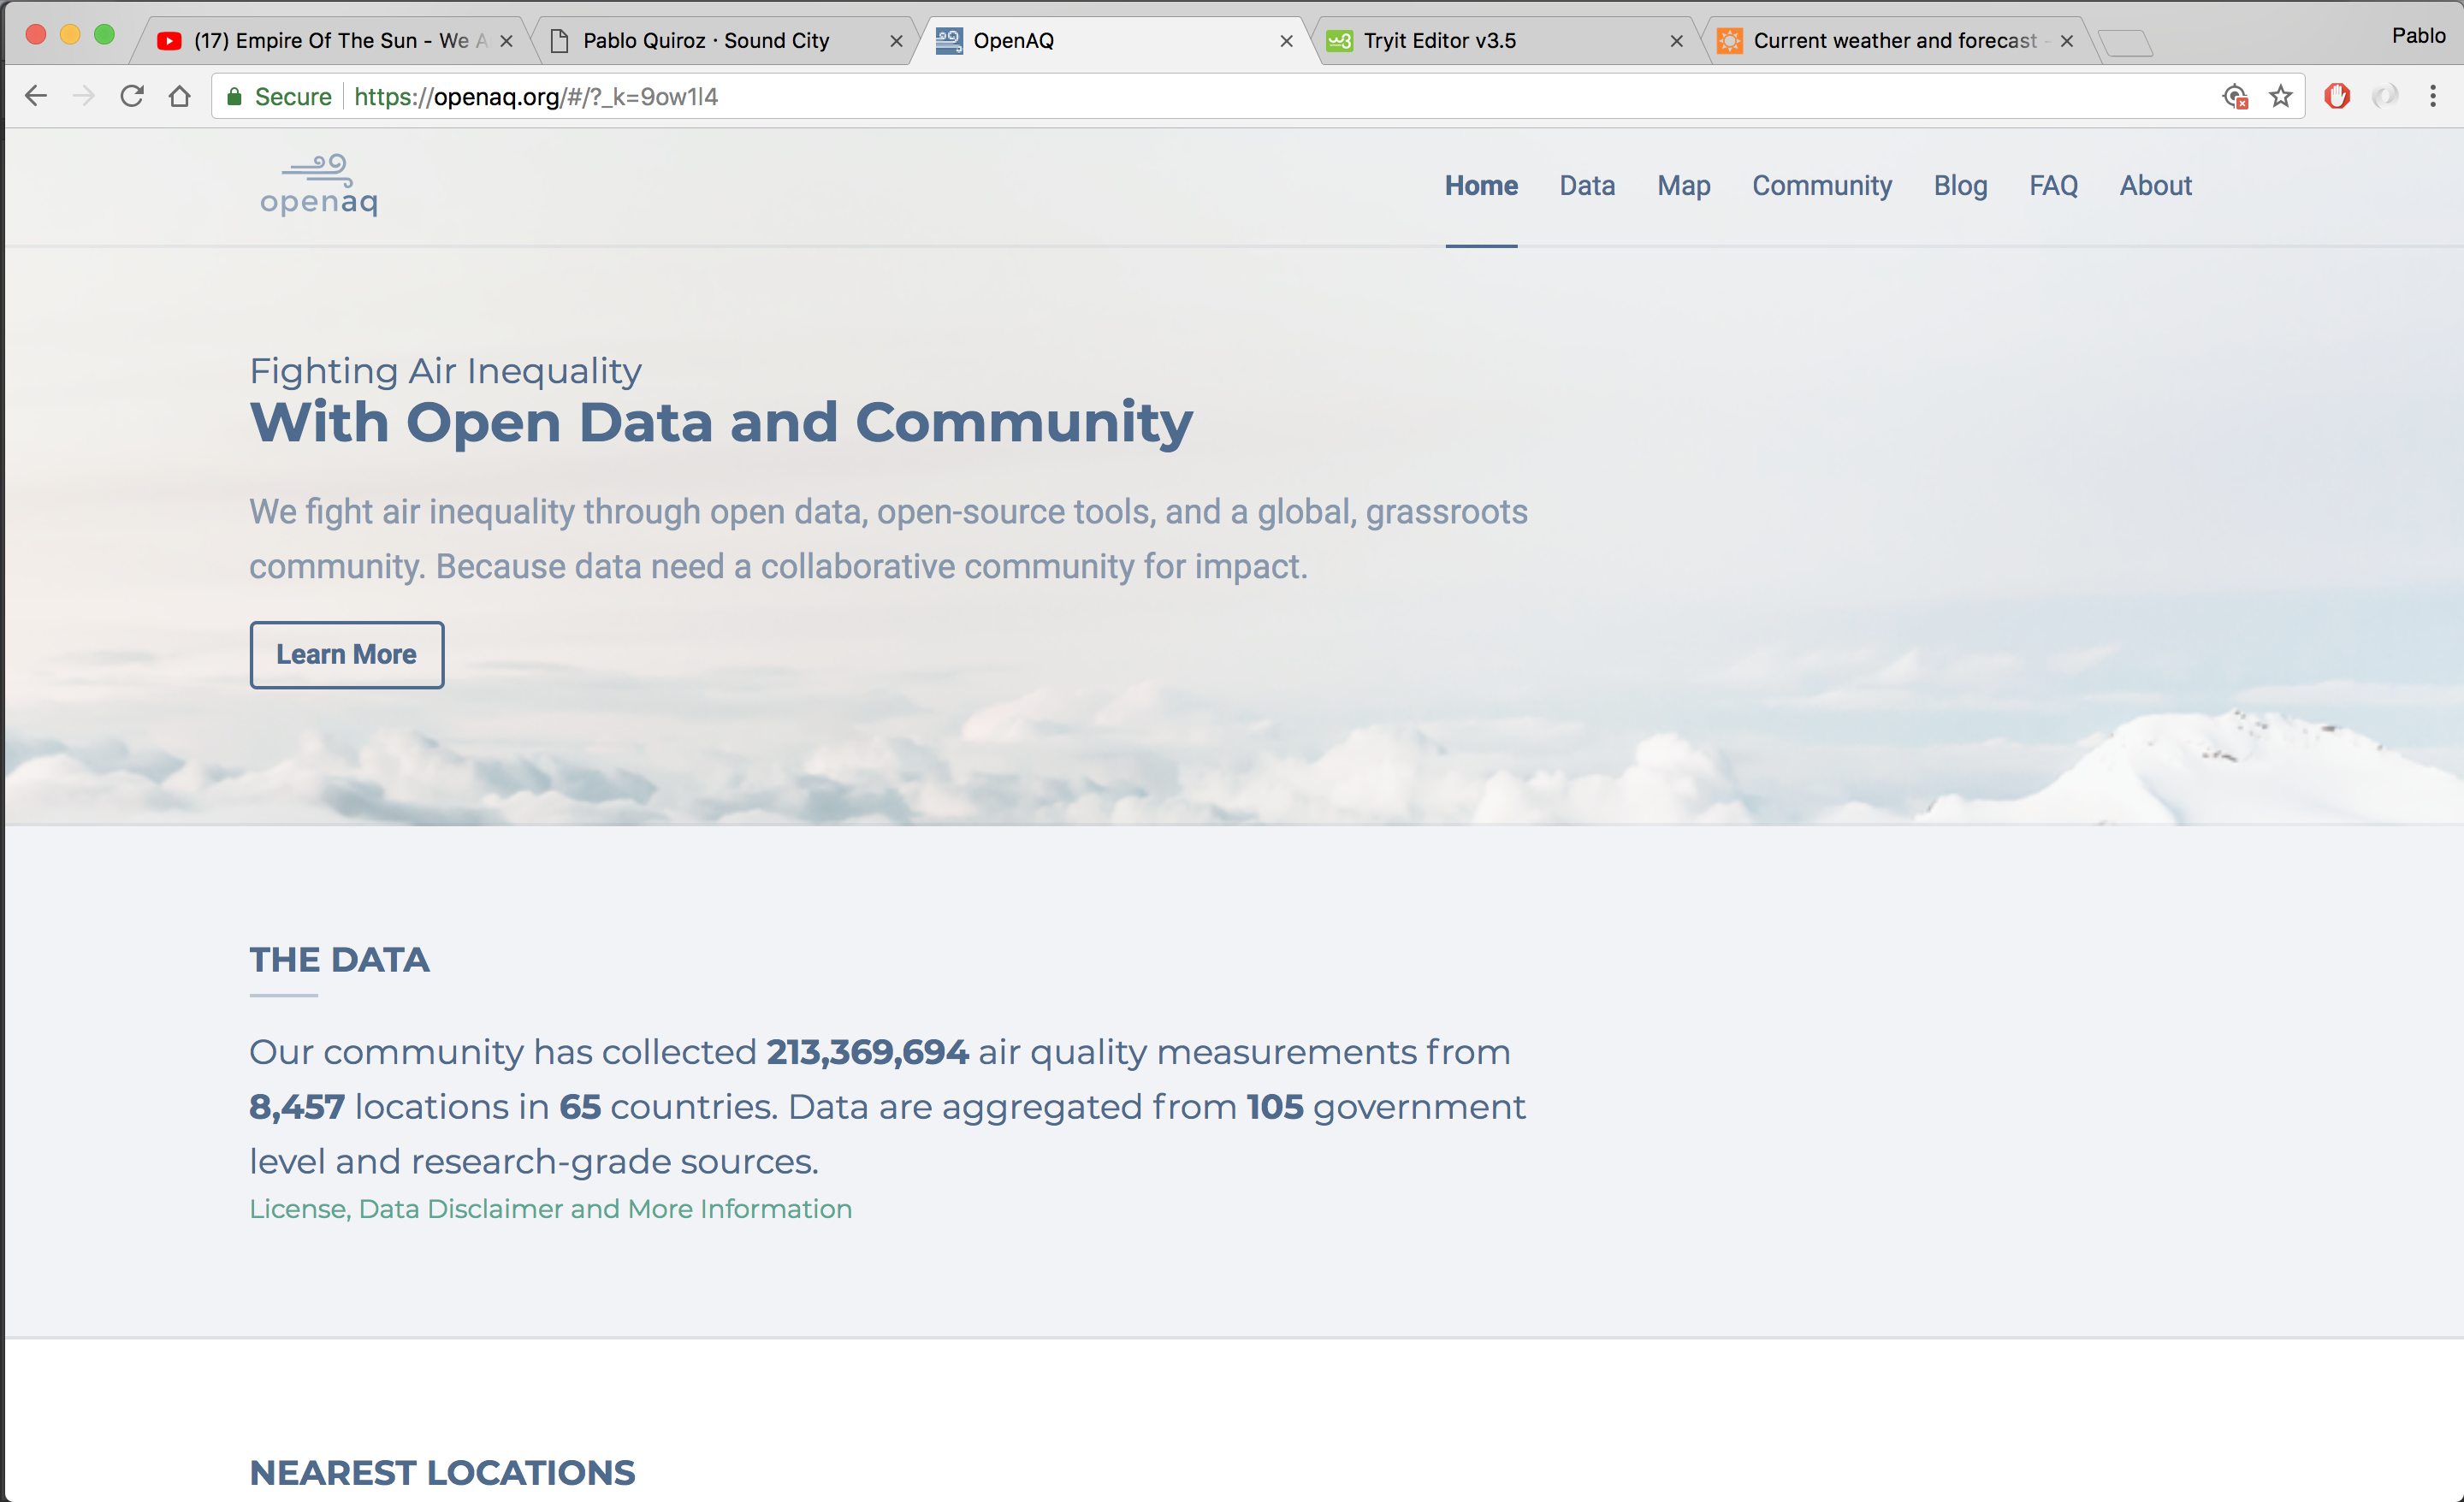 (17) Empire Of The Sun - We A
Pablo Quiroz · Sound City
OpenAQ
Tryit Editor v3.5
Current weather and forecast -
Pablo
Secure
https://openaq.org/#/?_k=9ow1l4
openaq
Home
Data
Map
Community
Blog
FAQ
About
Fighting Air Inequality
With Open Data and Community
We fight air inequality through open data, open-source tools, and a global, grassroots
community. Because data need a collaborative community for impact.
Learn More
THE DATA
Our community has collected 213,369,694 air quality measurements from
8,457 locations in 65 countries. Data are aggregated from 105 government
level and research-grade sources.
License, Data Disclaimer and More Information
NEAREST LOCATIONS